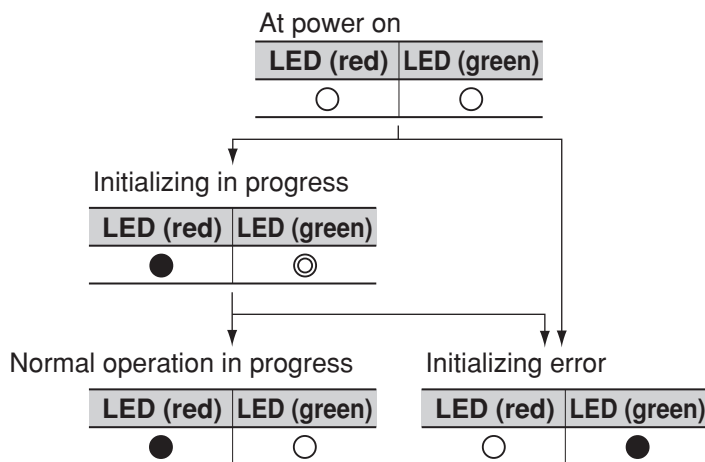 At power on
LED (red) LED (green)
○ ○
Initializing in progress
LED (red) LED (green)
● ◎
Normal operation in progress
LED (red) LED (green)
● ○
Initializing error
LED (red) LED (green)
○ ●